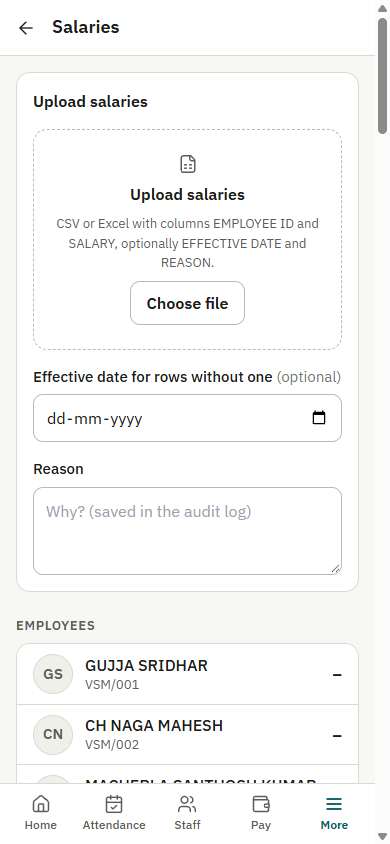 Salaries
Upload salaries
Upload salaries
CSV or Excel with columns EMPLOYEE ID and
SALARY, optionally EFFECTIVE DATE and
REASON.
Choose file
Effective date for rows without one (optional)
dd-mm-yyyy
Reason
Why? (saved in the audit log)
EMPLOYEES
GS
GUJJA SRIDHAR
VSM/001
–
CN
CH NAGA MAHESH
VSM/002
–
Home
Attendance
Staff
Pay
More